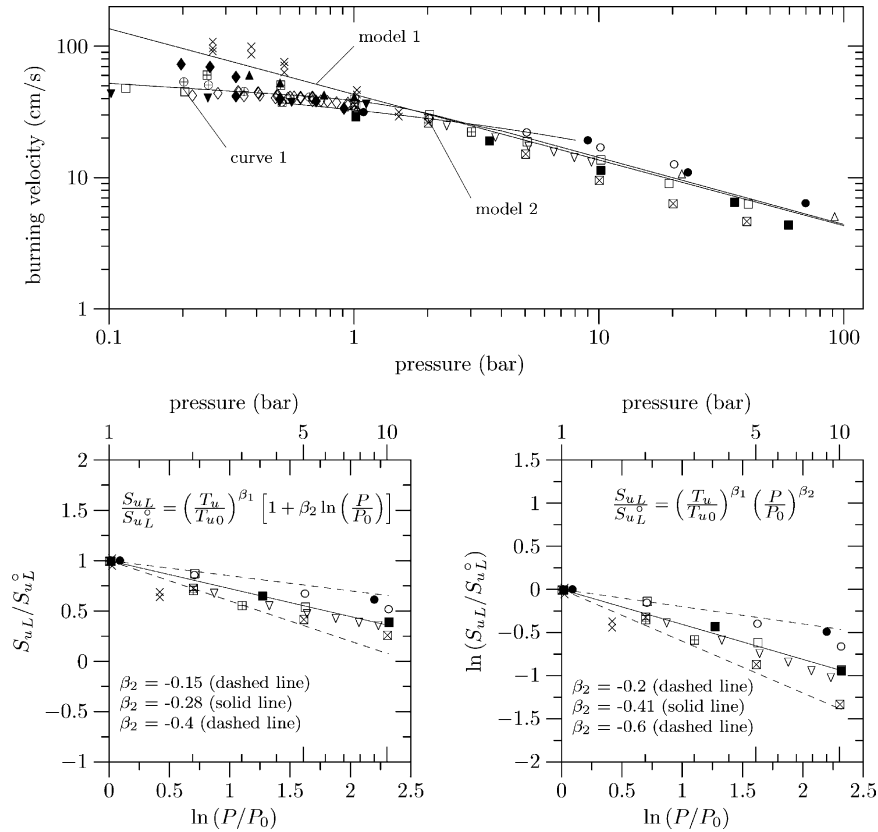 burning velocity (cm/s)
100
10
1
model 1
curve 1
model 2
0.1
1
10
100
pressure (bar)
pressure (bar)
1
5
10
S_{uL}/S_{uL}^{\circ}
2
1.5
1
0.5
0
−0.5
−1
\frac{S_{uL}}{S_{uL}^{\circ}} = \left(\frac{T_u}{T_{u0}}\right)^{\beta_1} \left[1 + \beta_2 \ln\left(\frac{P}{P_0}\right)\right]
β₂ = -0.15 (dashed line)
β₂ = -0.28 (solid line)
β₂ = -0.4 (dashed line)
0
0.5
1
1.5
2
2.5
ln (P/P₀)
pressure (bar)
1
5
10
ln (S_{uL}/S_{uL}^{\circ})
1.5
1
0.5
0
−0.5
−1
−1.5
−2
\frac{S_{uL}}{S_{uL}^{\circ}} = \left(\frac{T_u}{T_{u0}}\right)^{\beta_1} \left(\frac{P}{P_0}\right)^{\beta_2}
β₂ = -0.2 (dashed line)
β₂ = -0.41 (solid line)
β₂ = -0.6 (dashed line)
0
0.5
1
1.5
2
2.5
ln (P/P₀)